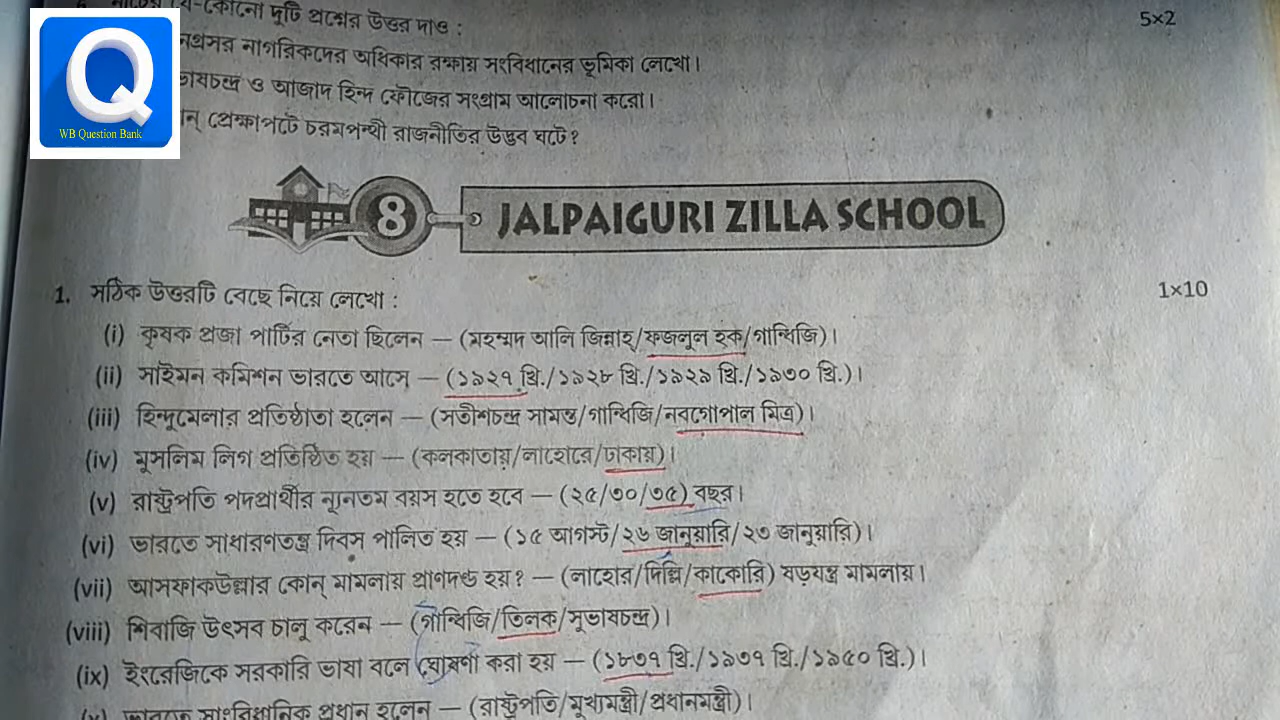 যে-কোনো দুটি প্রশ্নের উত্তর দাও : 5×2
নগ্রসর নাগরিকদের অধিকার রক্ষায় সংবিধানের ভূমিকা লেখো।
ভাষচন্দ্র ও আজাদ হিন্দ ফৌজের সংগ্রাম আলোচনা করো।
ন্ প্রেক্ষাপটে চরমপন্থী রাজনীতির উদ্ভব ঘটে?
Q
WB Question Bank
8 JALPAIGURI ZILLA SCHOOL
1. সঠিক উত্তরটি বেছে নিয়ে লেখো : 1×10
(i) কৃষক প্রজা পার্টির নেতা ছিলেন — (মহম্মদ আলি জিন্নাহ্/ফজলুল হক/গান্ধিজি)।
(ii) সাইমন কমিশন ভারতে আসে — (১৯২৭ খ্রি./১৯২৮ খ্রি./১৯২৯ খ্রি./১৯৩০ খ্রি.)।
(iii) হিন্দুমেলার প্রতিষ্ঠাতা হলেন — (সতীশচন্দ্র সামন্ত/গান্ধিজি/নবগোপাল মিত্র)।
(iv) মুসলিম লিগ প্রতিষ্ঠিত হয় — (কলকাতায়/লাহোরে/ঢাকায়)।
(v) রাষ্ট্রপতি পদপ্রার্থীর ন্যূনতম বয়স হতে হবে — (২৫/৩০/৩৫) বছর।
(vi) ভারতে সাধারণতন্ত্র দিবস পালিত হয় — (১৫ আগস্ট/২৬ জানুয়ারি/২৩ জানুয়ারি)।
(vii) আসফাকউল্লার কোন্ মামলায় প্রাণদণ্ড হয়? — (লাহোর/দিল্লি/কাকোরি) ষড়যন্ত্র মামলায়।
(viii) শিবাজি উৎসব চালু করেন — (গান্ধিজি/তিলক/সুভাষচন্দ্র)।
(ix) ইংরেজিকে সরকারি ভাষা বলে ঘোষণা করা হয় — (১৮৩৭ খ্রি./১৯৩৭ খ্রি./১৯৫০ খ্রি.)।
(x) ভারতের সাংবিধানিক প্রধান হলেন — (রাষ্ট্রপতি/মুখ্যমন্ত্রী/প্রধানমন্ত্রী)।